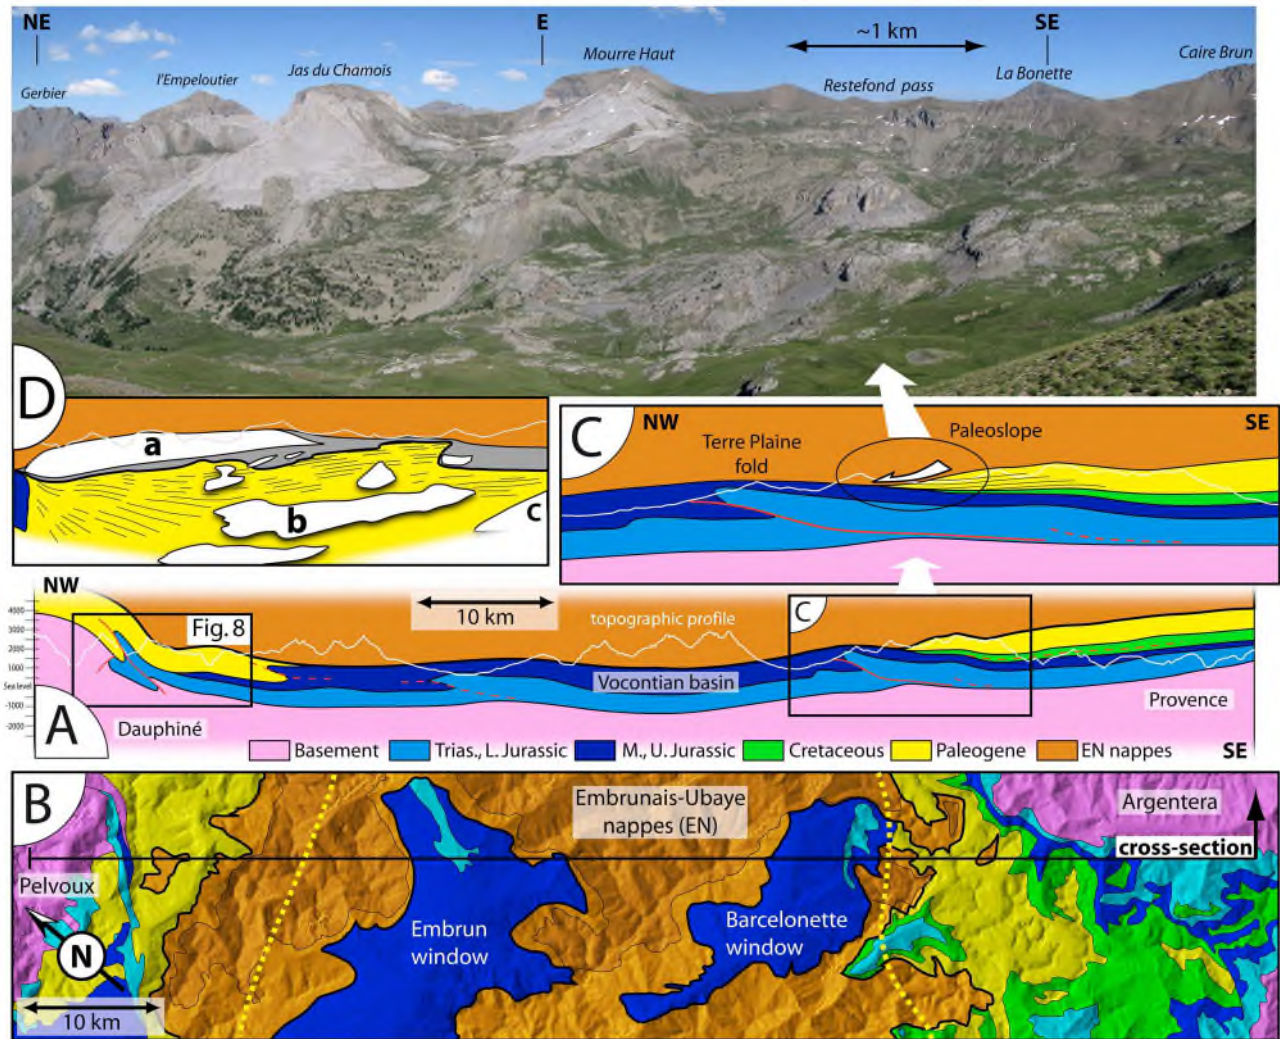 NE
E
SE
~1 km
Mourre Haut
Jas du Chamois
l'Empeloutier
Gerbier
Restefond pass
La Bonette
Caire Brun
D
a
b
c
C
NW
SE
Terre Plaine
fold
Paleoslope
NW
Fig. 8
10 km
topographic profile
C
4000
3000
2000
1000
Sea level
-1000
-2000
Vocontian basin
A
Dauphiné
Provence
Basement
Trias., L. Jurassic
M., U. Jurassic
Cretaceous
Paleogene
EN nappes
SE
B
Embrunais-Ubaye
nappes (EN)
Argentera
cross-section
Pelvoux
N
Embrun
window
Barcelonette
window
10 km